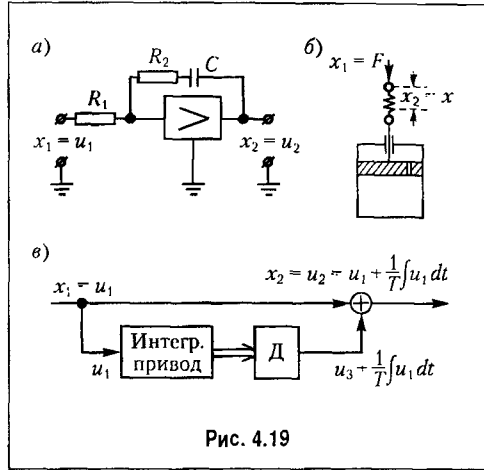 а)
R₂
C
R₁
>
x₁ = u₁
x₂ = u₂
б)
x₁ = F
x₂ = x
в)
x₁ = u₁
x₂ = u₂ = u₁ + 1/T ∫u₁ dt
u₁
Интегр.
привод
Д
+
u₃ + 1/T ∫u₁ dt
Рис. 4.19